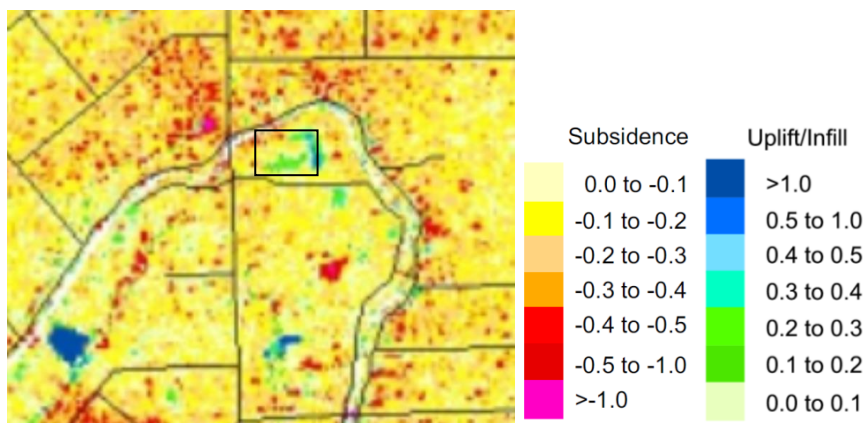 Subsidence
0.0 to -0.1
-0.1 to -0.2
-0.2 to -0.3
-0.3 to -0.4
-0.4 to -0.5
-0.5 to -1.0
>-1.0
Uplift/Infill
>1.0
0.5 to 1.0
0.4 to 0.5
0.3 to 0.4
0.2 to 0.3
0.1 to 0.2
0.0 to 0.1